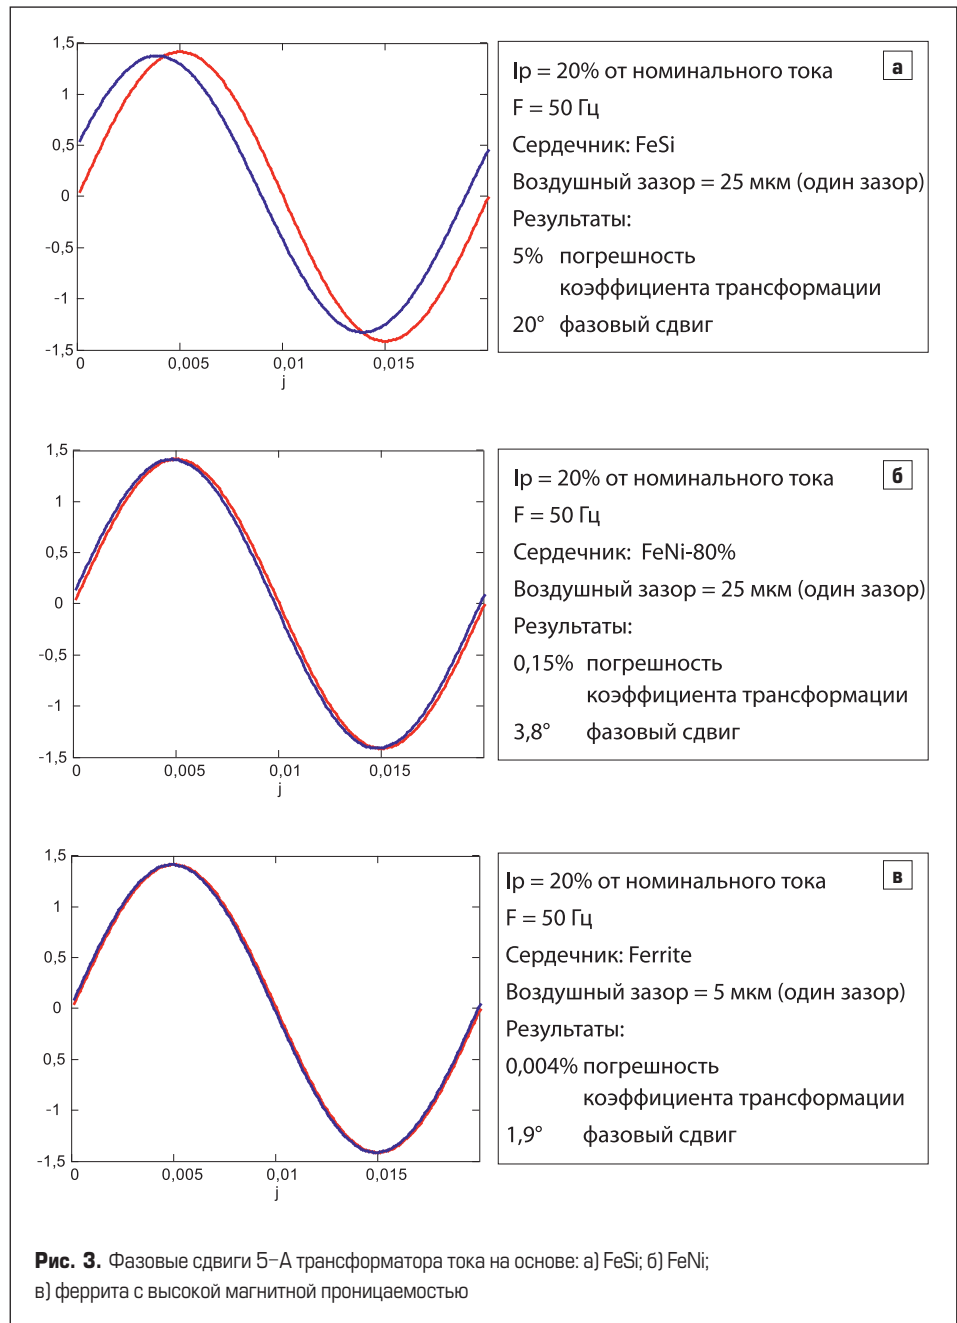 1,5
1
0,5
0
-0,5
-1
-1,5
0 0,005 0,01 0,015
j
Ip = 20% от номинального тока
а
F = 50 Гц
Сердечник: FeSi
Воздушный зазор = 25 мкм (один зазор)
Результаты:
5% погрешность
коэффициента трансформации
20° фазовый сдвиг
1,5
1
0,5
0
-0,5
-1
-1,5
0 0,005 0,01 0,015
j
Ip = 20% от номинального тока
б
F = 50 Гц
Сердечник: FeNi-80%
Воздушный зазор = 25 мкм (один зазор)
Результаты:
0,15% погрешность
коэффициента трансформации
3,8° фазовый сдвиг
1,5
1
0,5
0
0,5
-1
-1,5
0 0,005 0,01 0,015
j
Ip = 20% от номинального тока
в
F = 50 Гц
Сердечник: Ferrite
Воздушный зазор = 5 мкм (один зазор)
Результаты:
0,004% погрешность
коэффициента трансформации
1,9° фазовый сдвиг
Рис. 3. Фазовые сдвиги 5–А трансформатора тока на основе: а) FeSi; б) FeNi;
в) феррита с высокой магнитной проницаемостью